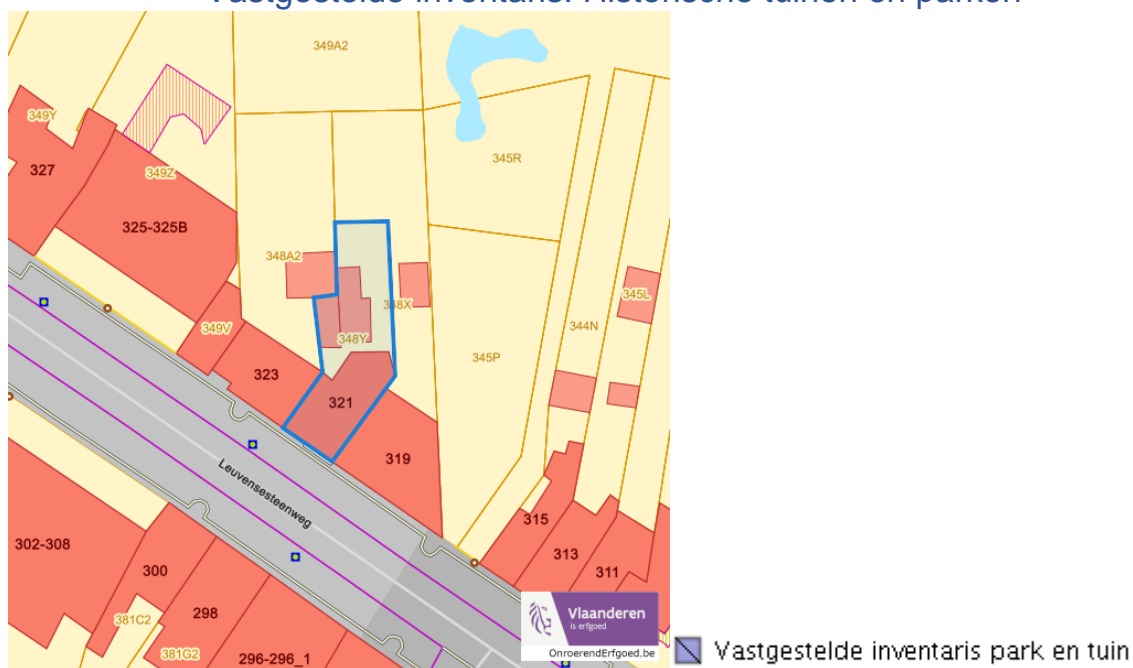 Vastgestelde inventaris: Historische tuinen en parken
349A2
349Y
345R
327
349Z
325-325B
348A2
345L
348X
344N
349V
348Y
345P
323
321
319
Leuvensesteenweg
315
302-308
313
300
311
298
381C2
381G2
296-296_1
Vlaanderen
is erfgoed
OnroerendErfgoed.be
Vastgestelde inventaris park en tuin